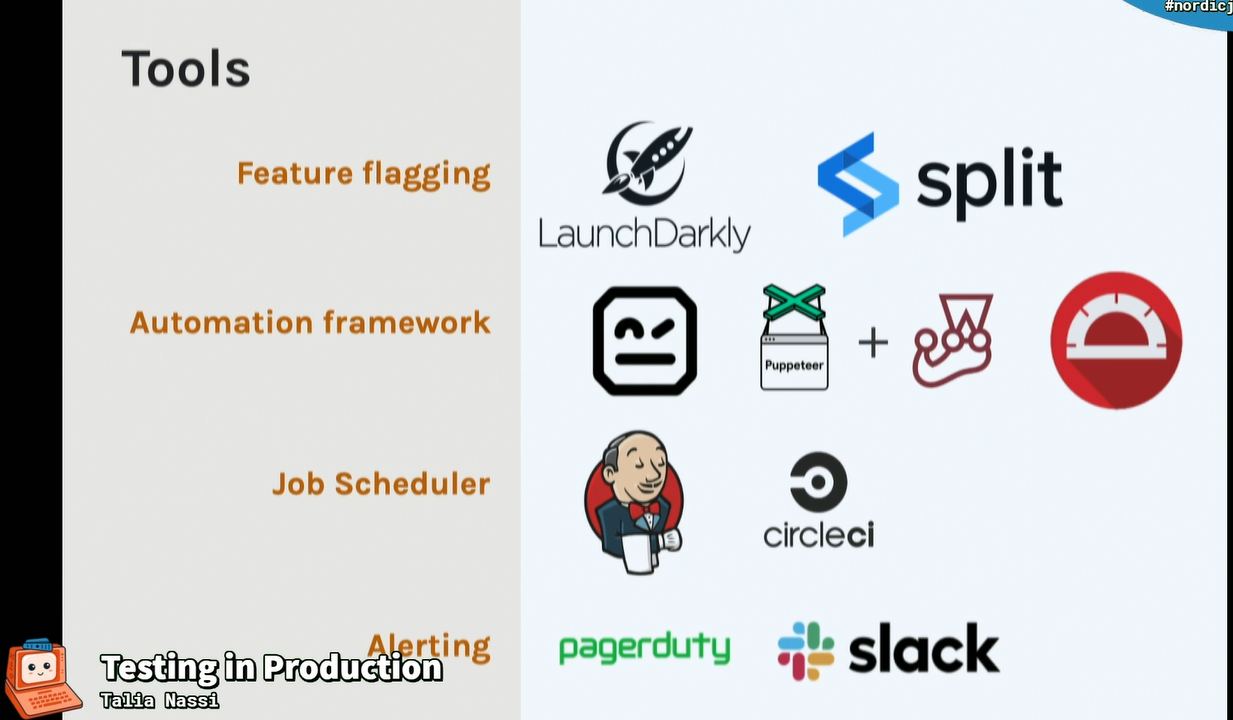 #nordicj
Tools
Feature flagging
LaunchDarkly
split
Automation framework
Puppeteer
+
Job Scheduler
circleci
Alerting
pagerduty
slack
Testing in Production
Talia Nassi